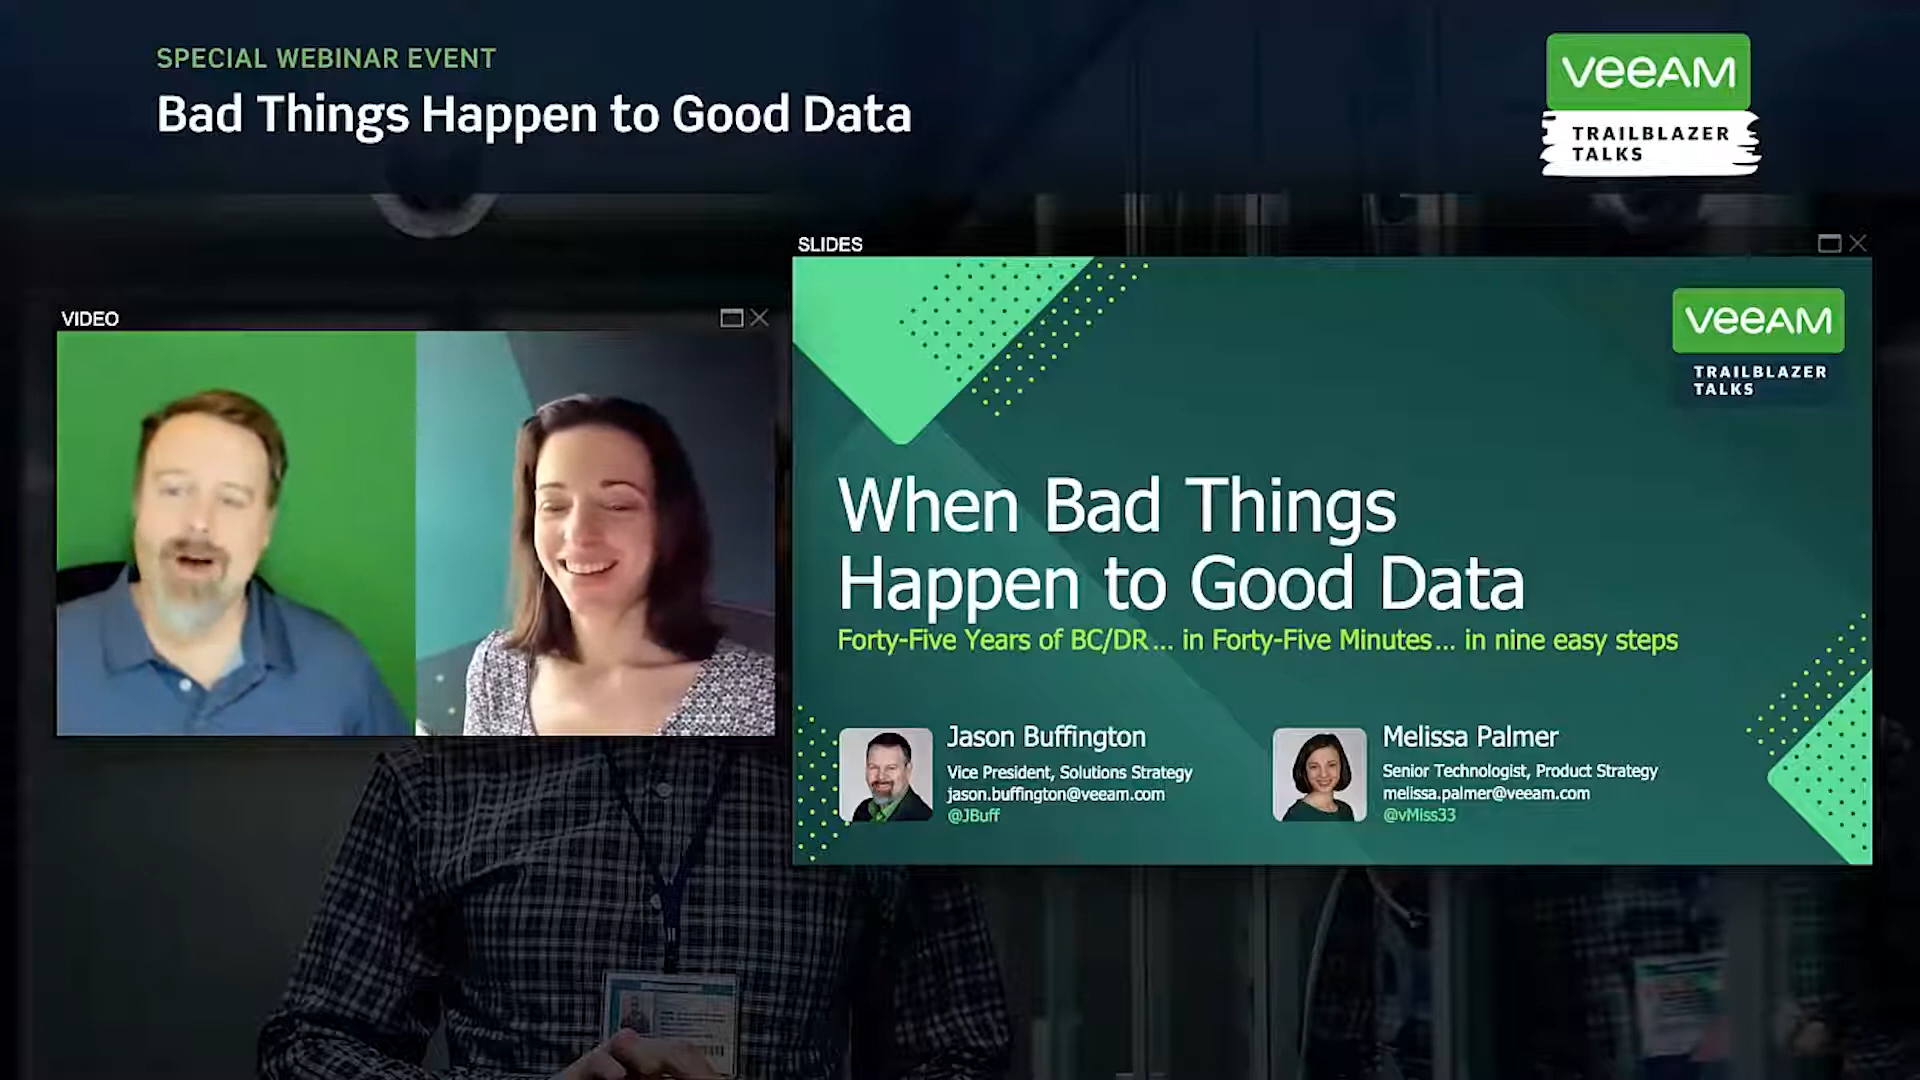 SPECIAL WEBINAR EVENT
Bad Things Happen to Good Data
veeAM
TRAILBLAZER
TALKS
VIDEO
SLIDES
veeAM
TRAILBLAZER
TALKS
When Bad Things
Happen to Good Data
Forty-Five Years of BC/DR... in Forty-Five Minutes... in nine easy steps
Jason Buffington
Vice President, Solutions Strategy
jason.buffington@veeam.com
@JBuff
Melissa Palmer
Senior Technologist, Product Strategy
melissa.palmer@veeam.com
@vMiss33